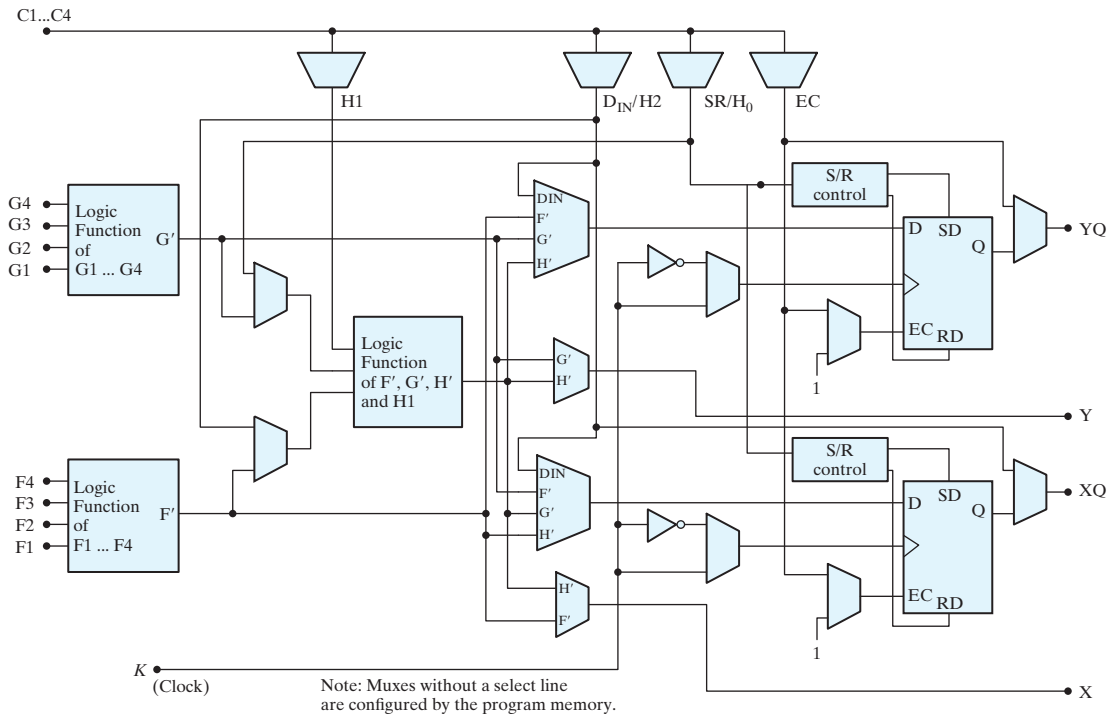 C1...C4
H1
D_IN/H2
SR/H_0
EC
G4
G3
G2
G1
Logic
Function
of
G1 ... G4
G′
DIN
F′
G′
H′
S/R
control
D
SD
Q
EC
RD
1
YQ
Logic
Function
of F′, G′, H′
and H1
G′
H′
Y
F4
F3
F2
F1
Logic
Function
of
F1 ... F4
F′
DIN
F′
G′
H′
S/R
control
D
SD
Q
EC
RD
1
XQ
H′
F′
K
(Clock)
Note: Muxes without a select line
are configured by the program memory.
X